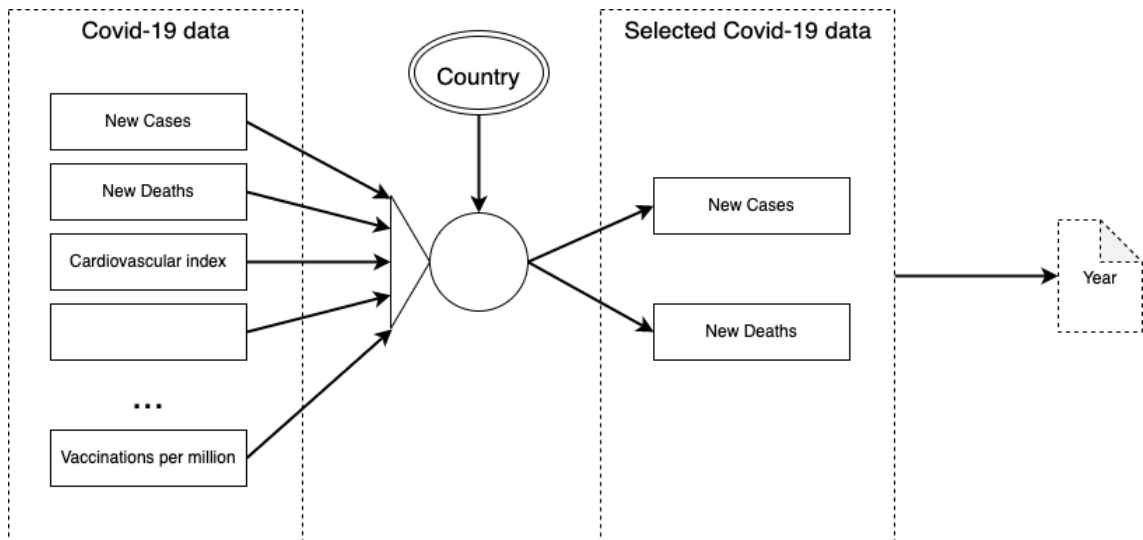 Covid-19 data
New Cases
New Deaths
Cardiovascular index
...
Vaccinations per million
Country
Selected Covid-19 data
New Cases
New Deaths
Year